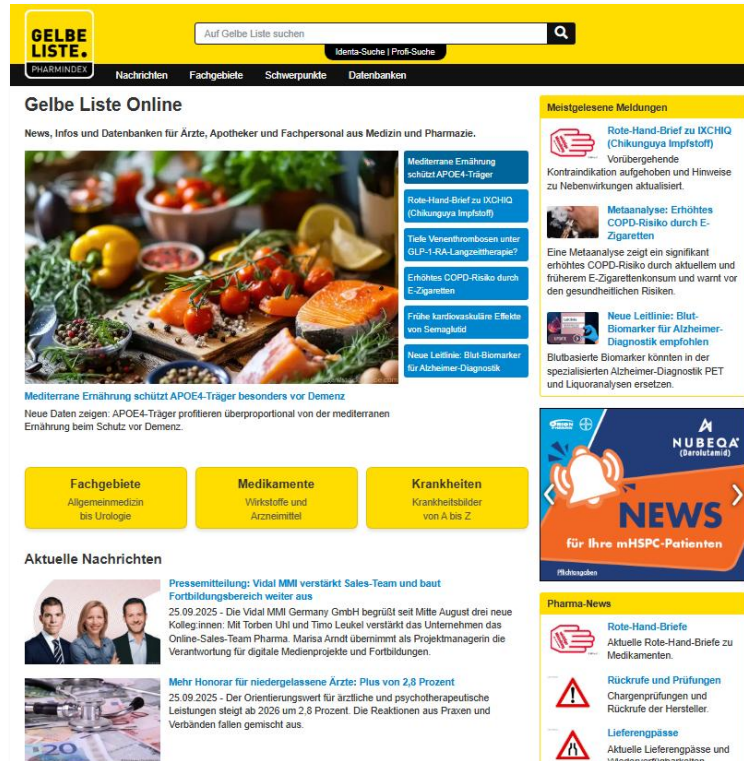 GELBE
LISTE.
PHARMINDEX
Auf Gelbe Liste suchen
Identa-Suche | Profi-Suche
Nachrichten Fachgebiete Schwerpunkte Datenbanken
Gelbe Liste Online
News, Infos und Datenbanken für Ärzte, Apotheker und Fachpersonal aus Medizin und Pharmazie.
Mediterrane Ernährung
schützt APOE4-Träger
Rote-Hand-Brief zu IXCHIQ
(Chikunguya Impfstoff)
Tiefe Venenthrombosen unter
GLP-1-RA-Langzeittherapie?
Erhöhtes COPD-Risiko durch
E-Zigaretten
Frühe kardiovaskuläre Effekte
von Semaglutid
Neue Leitlinie: Blut-Biomarker
für Alzheimer-Diagnostik
Mediterrane Ernährung schützt APOE4-Träger besonders vor Demenz
Neue Daten zeigen: APOE4-Träger profitieren überproportional von der mediterranen
Ernährung beim Schutz vor Demenz.
Fachgebiete
Allgemeinmedizin
bis Urologie
Medikamente
Wirkstoffe und
Arzneimittel
Krankheiten
Krankheitsbilder
von A bis Z
Aktuelle Nachrichten
Pressemitteilung: Vidal MMI verstärkt Sales-Team und baut
Fortbildungsbereich weiter aus
25.09.2025 - Die Vidal MMI Germany GmbH begrüßt seit Mitte August drei neue
Kolleg:innen: Mit Torben Uhl und Timo Leukel verstärkt das Unternehmen das
Online-Sales-Team Pharma. Marisa Arndt übernimmt als Projektmanagerin die
Verantwortung für digitale Medienprojekte und Fortbildungen.
Mehr Honorar für niedergelassene Ärzte: Plus von 2,8 Prozent
25.09.2025 - Der Orientierungswert für ärztliche und psychotherapeutische
Leistungen steigt ab 2026 um 2,8 Prozent. Die Reaktionen aus Praxen und
Verbänden fallen gemischt aus.
20
Meistgelesene Meldungen
Rote-Hand-Brief zu IXCHIQ
(Chikunguya Impfstoff)
Vorübergehende
Kontraindikation aufgehoben und Hinweise
zu Nebenwirkungen aktualisiert.
Metaanalyse: Erhöhtes
COPD-Risiko durch E-
Zigaretten
Eine Metaanalyse zeigt ein signifikant
erhöhtes COPD-Risiko durch aktuellem und
früherem E-Zigarettenkonsum und warnt vor
den gesundheitlichen Risiken.
Neue Leitlinie: Blut-
Biomarker für Alzheimer-
Diagnostik empfohlen
Blutbasierte Biomarker könnten in der
spezialisierten Alzheimer-Diagnostik PET
und Liquoranalysen ersetzen.
NUBEQA
(Darolutamid)
NEWS
für Ihre mHSPC-Patienten
Pflichtangaben
Pharma-News
Rote-Hand-Briefe
Aktuelle Rote-Hand-Briefe zu
Medikamenten.
Rückrufe und Prüfungen
Chargenprüfungen und
Rückrufe der Hersteller.
Lieferengpässe
Aktuelle Lieferengpässe und